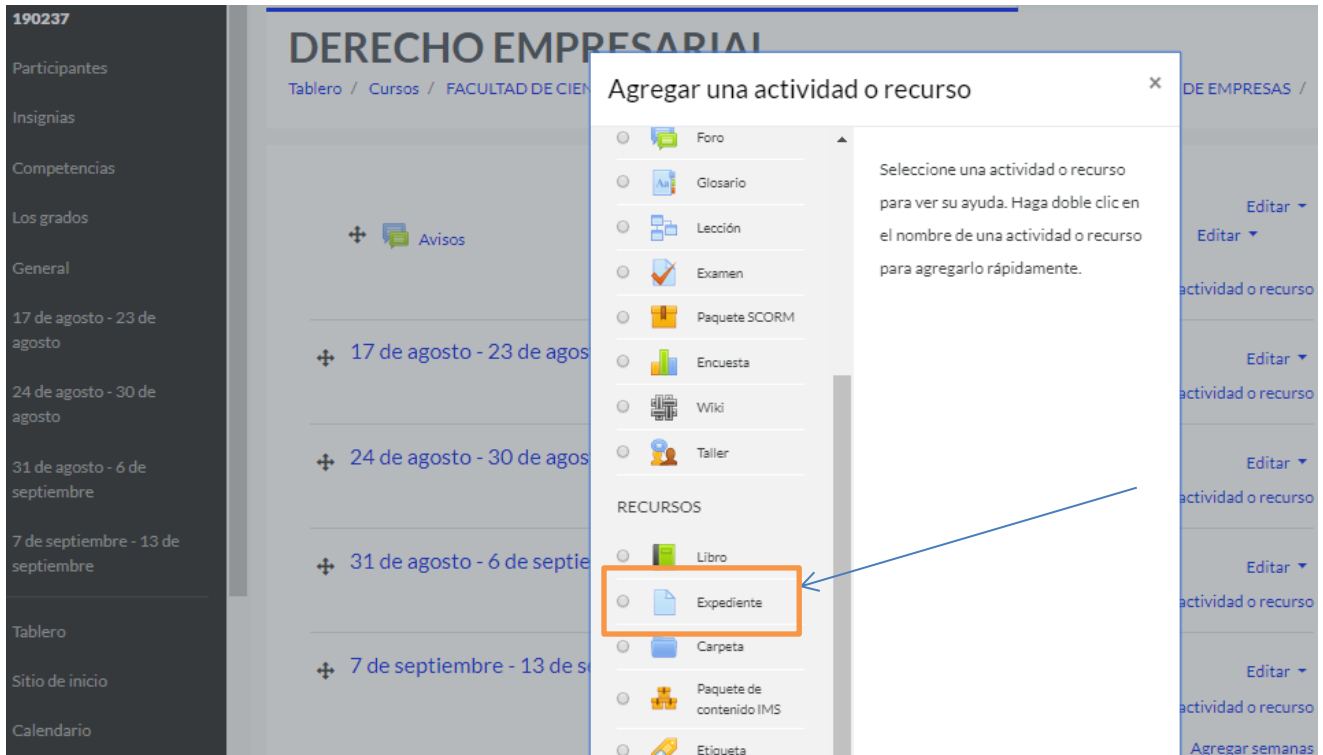 190237
Participantes
Insignias
Competencias
Los grados
General
17 de agosto - 23 de
agosto
24 de agosto - 30 de
agosto
31 de agosto - 6 de
septiembre
7 de septiembre - 13 de
septiembre
Tablero
Sitio de inicio
Calendario
DERECHO EMPRESARIAL
Tablero / Cursos / FACULTAD DE CIEN
DE EMPRESAS /
Avisos
Editar
Editar
actividad o recurso
17 de agosto - 23 de agos
Editar
actividad o recurso
24 de agosto - 30 de agos
Editar
actividad o recurso
31 de agosto - 6 de septie
Editar
actividad o recurso
7 de septiembre - 13 de s
Editar
actividad o recurso
Agregar semanas
Agregar una actividad o recurso
×
Foro
Glosario
Lección
Examen
Paquete SCORM
Encuesta
Wiki
Taller
RECURSOS
Libro
Expediente
Carpeta
Paquete de
contenido IMS
Etiqueta
Seleccione una actividad o recurso
para ver su ayuda. Haga doble clic en
el nombre de una actividad o recurso
para agregarlo rápidamente.